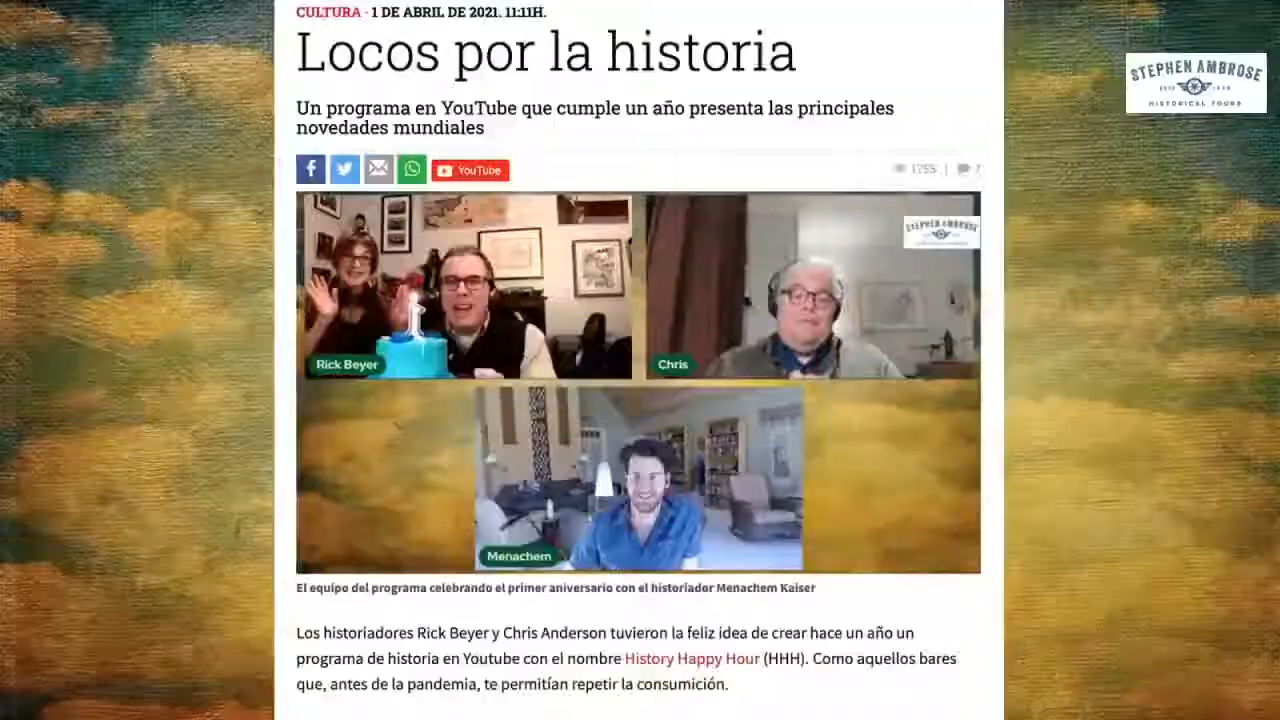 CULTURA · 1 DE ABRIL DE 2021. 11:11H.
Locos por la historia
Un programa en YouTube que cumple un año presenta las principales
novedades mundiales
YouTube
1255 | 7
STEPHEN AMBROSE
HISTORICAL TOURS
STEPHEN AMBROSE
Rick Beyer
Chris
Menachem
El equipo del programa celebrando el primer aniversario con el historiador Menachem Kaiser
Los historiadores Rick Beyer y Chris Anderson tuvieron la feliz idea de crear hace un año un
programa de historia en Youtube con el nombre History Happy Hour (HHH). Como aquellos bares
que, antes de la pandemia, te permitían repetir la consumición.